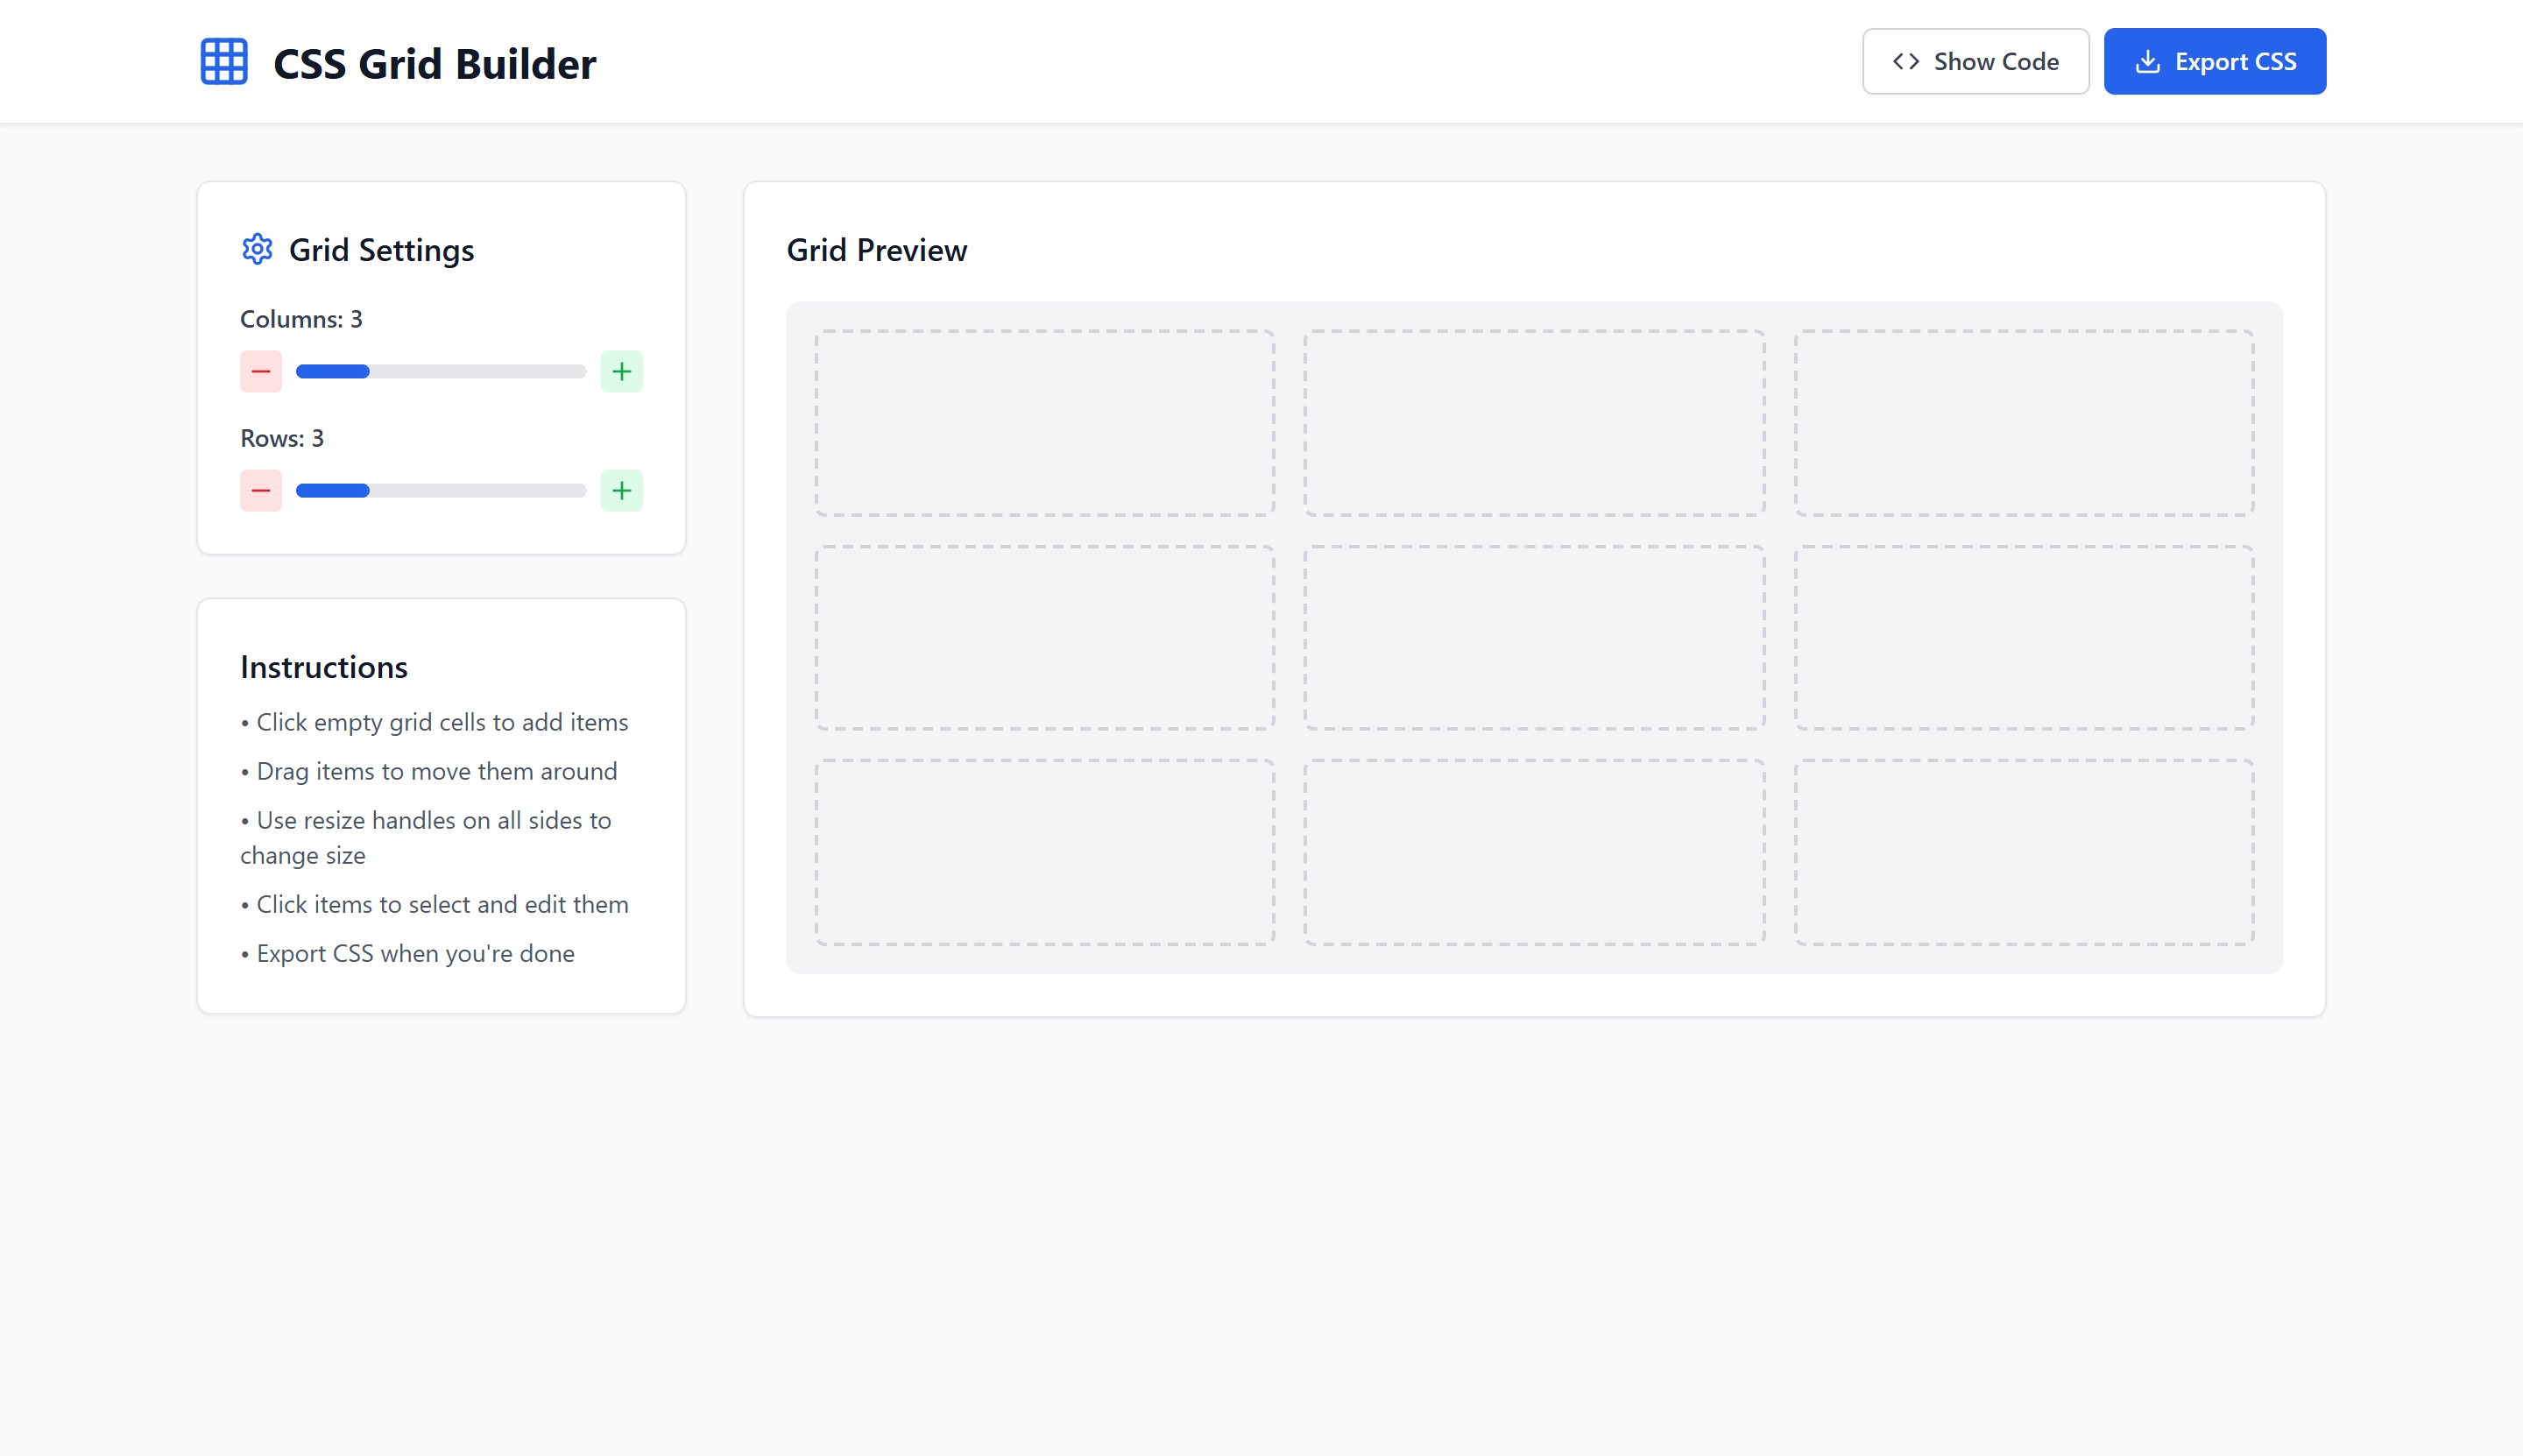 CSS Grid Builder
Show Code
Export CSS
Grid Settings
Columns: 3
Rows: 3
Instructions
• Click empty grid cells to add items
• Drag items to move them around
• Use resize handles on all sides to
change size
• Click items to select and edit them
• Export CSS when you're done
Grid Preview